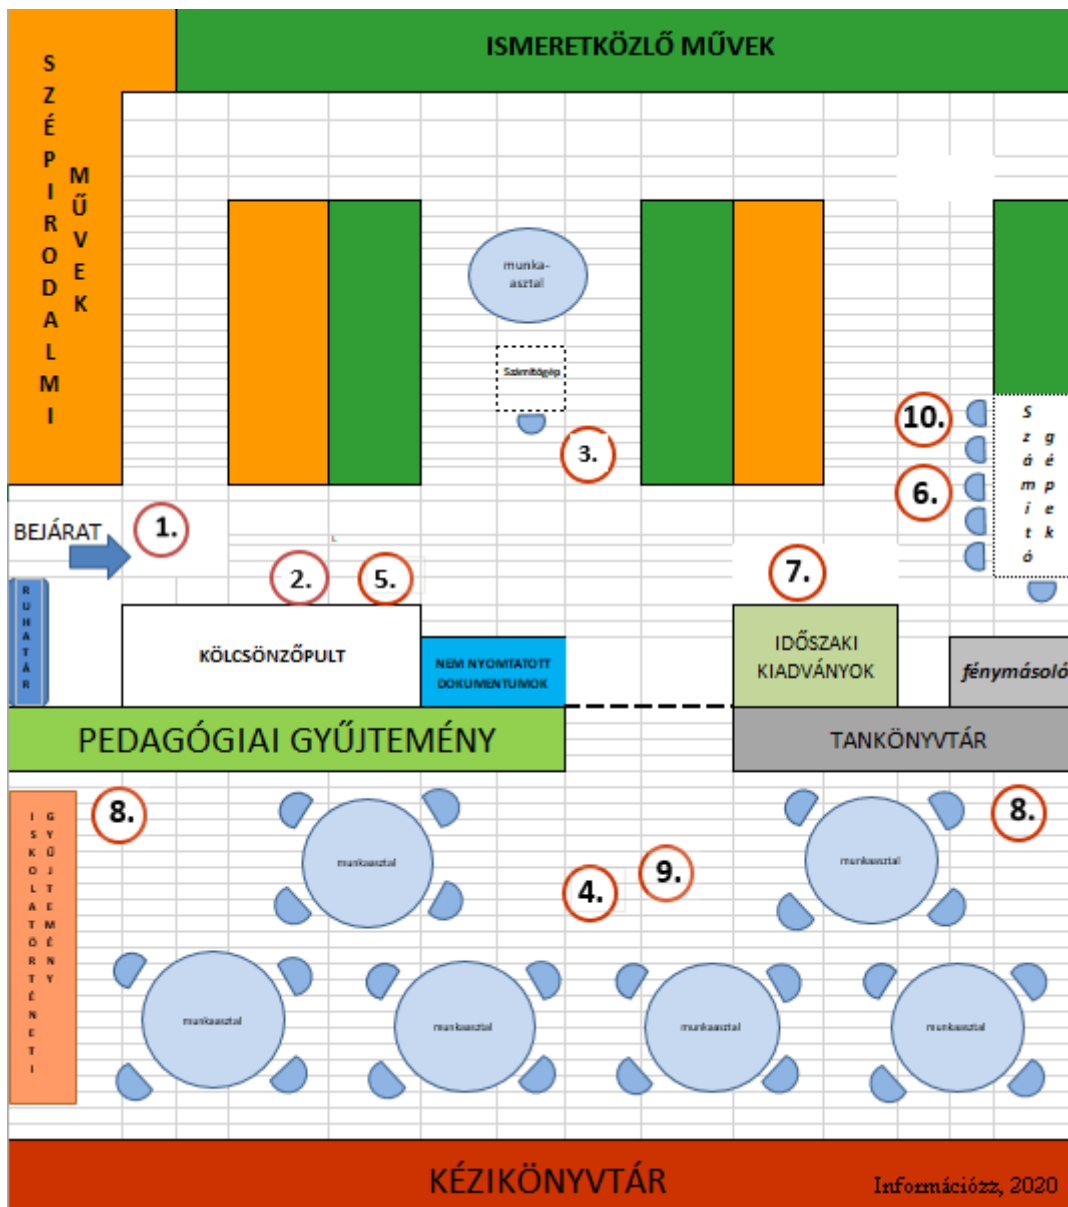 ISMERETKÖZLŐ MŰVEK
SZÉPIRODALMI
MŰVEK
munka-
asztal
Számítógép
3.
10.
6.
Számító
gépek
BEJÁRAT
1.
2.
5.
7.
RUHATÁR
KÖLCSÖNZŐPULT
NEM NYOMTATOTT
DOKUMENTUMOK
IDŐSZAKI
KIADVÁNYOK
fénymásoló
PEDAGÓGIAI GYŰJTEMÉNY
TANKÖNYVTÁR
ISKOLATÖRTÉNETI
GYŰJTEMÉNY
8.
munkaasztal
4.
9.
munkaasztal
8.
munkaasztal
munkaasztal
munkaasztal
munkaasztal
KÉZIKÖNYVTÁR
Információzz, 2020